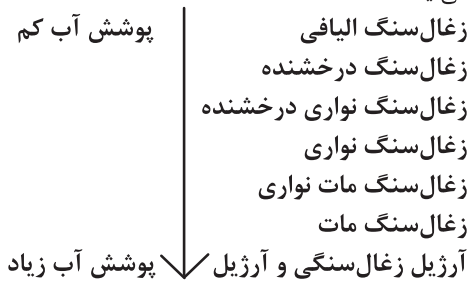 زغال‌سنگ الیافی پوشش آب کم
زغال‌سنگ درخشنده
زغال‌سنگ نواری درخشنده
زغال‌سنگ نواری
زغال‌سنگ مات نواری
زغال‌سنگ مات
آرژیل زغال‌سنگی و آرژیل پوشش آب زیاد